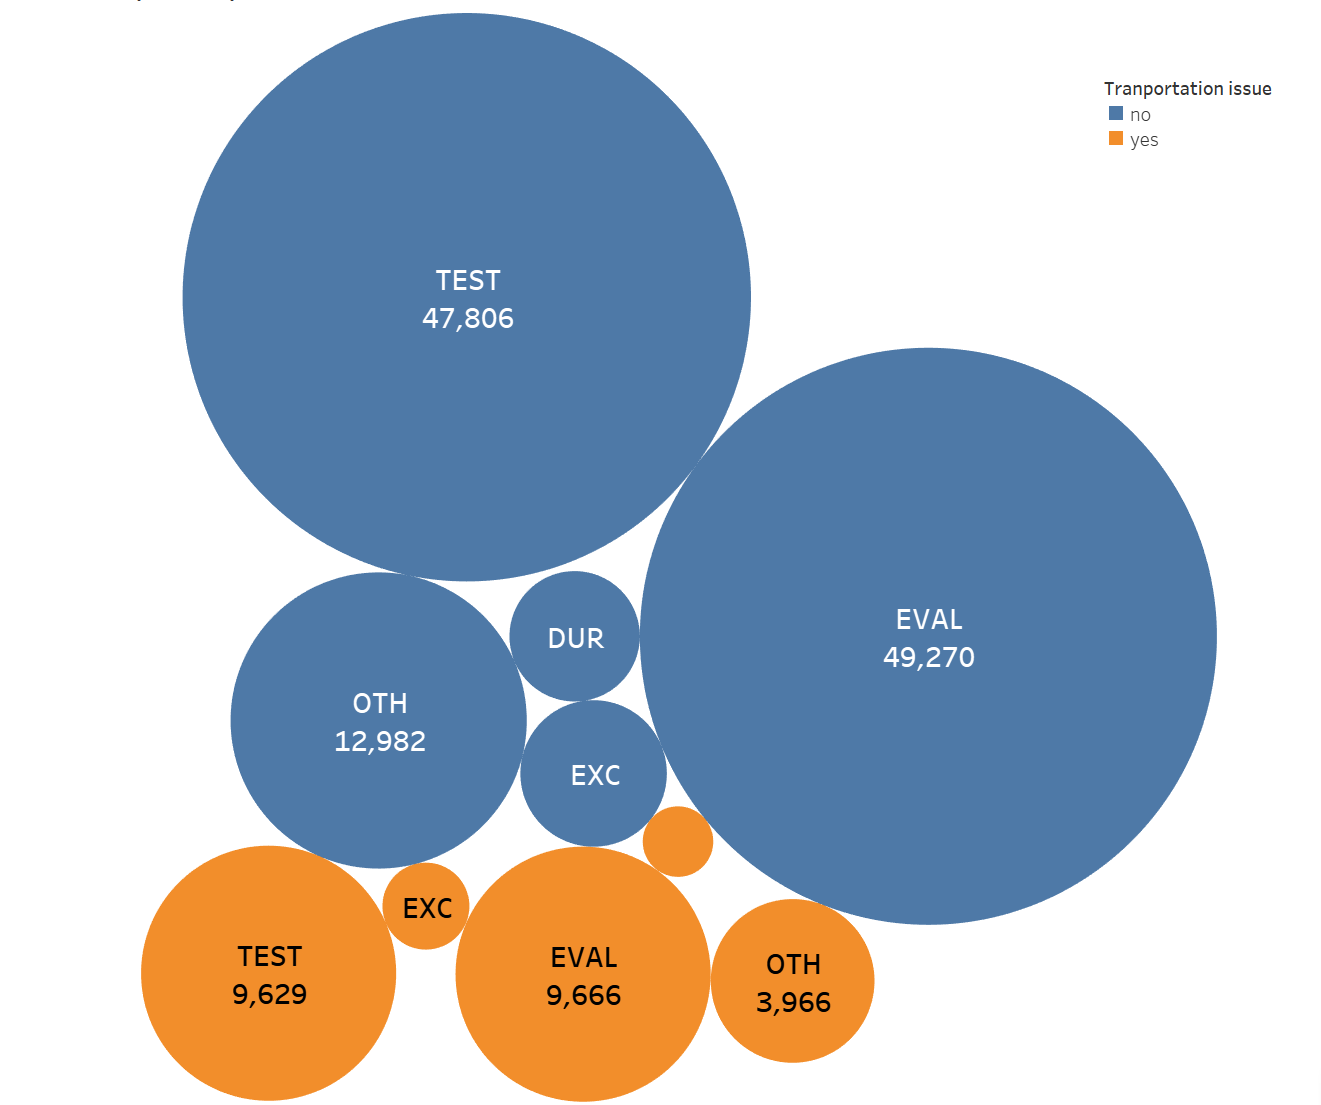 Tranportation issue
no
yes
TEST
47,806
EVAL
49,270
DUR
OTH
12,982
EXC
EXC
TEST
9,629
EVAL
9,666
OTH
3,966